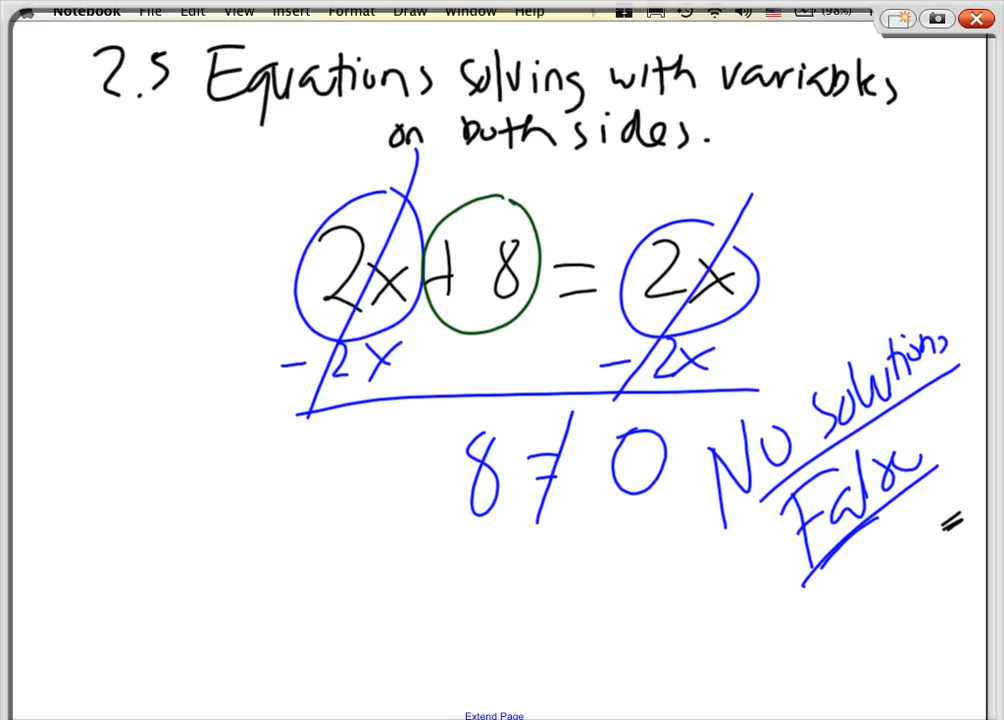 Notebook File Edit View Insert Format Draw Window Help (98%)
2.5 Equations solving with variables
on both sides.
2x + 8 = 2x
- 2x - 2x
8 ≠ 0
No solutions
False
=
Extend Page